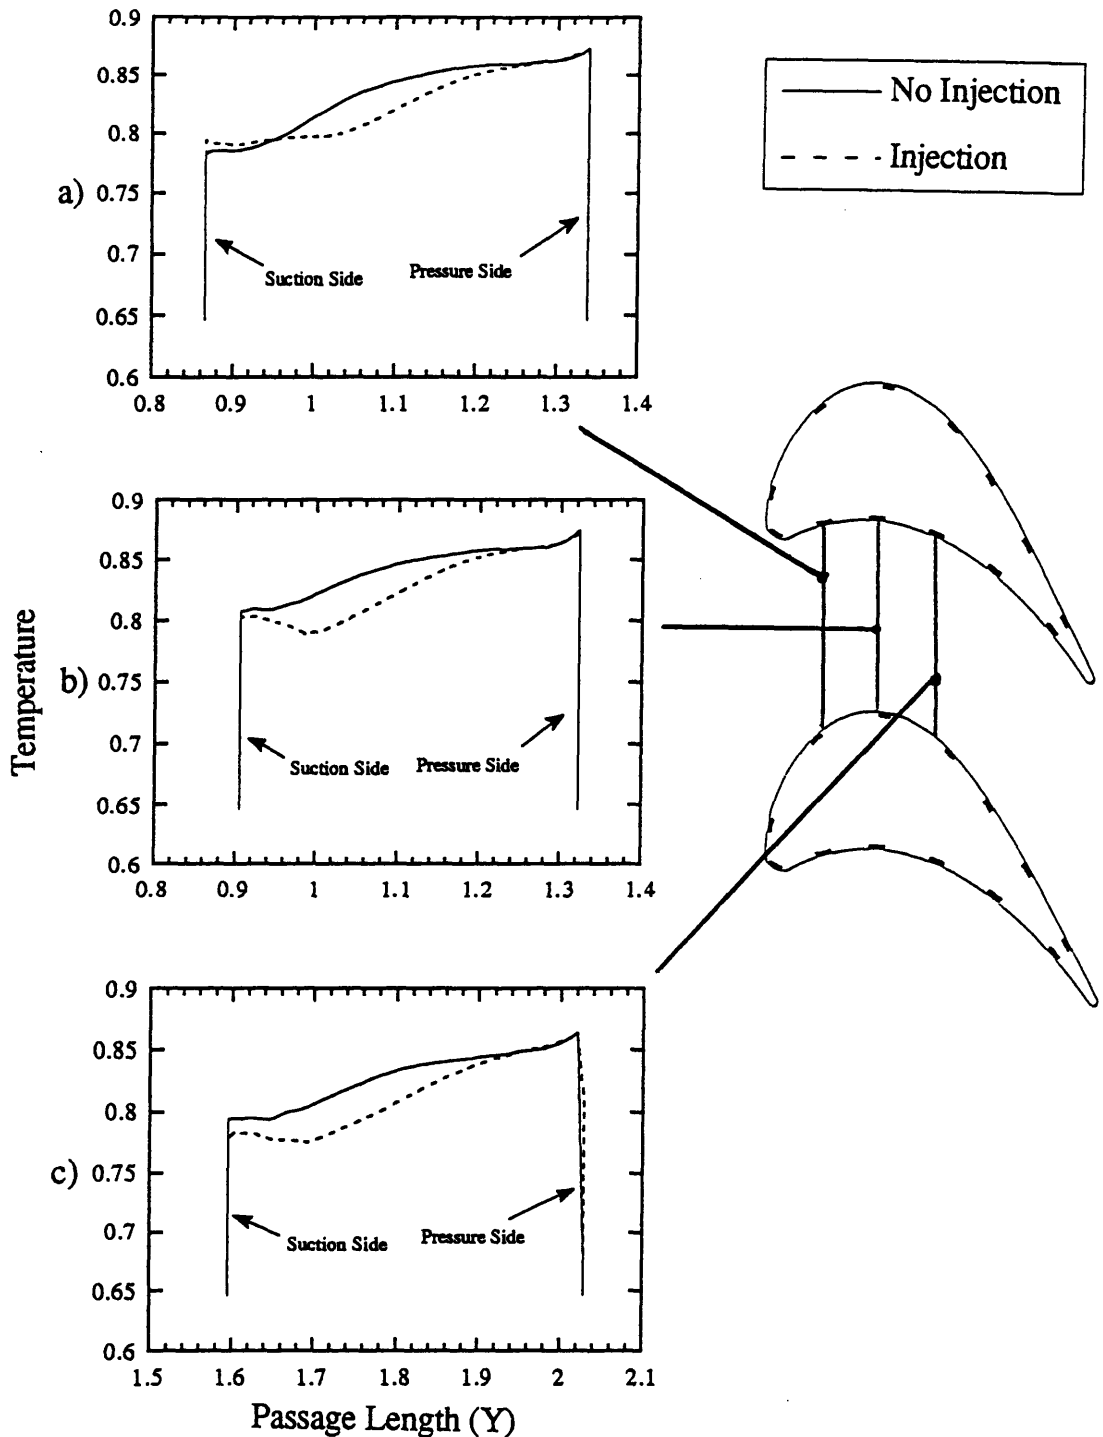 0.9
0.85
0.8
0.75
0.7
0.65
0.6
0.8 0.9 1 1.1 1.2 1.3 1.4
a)
Suction Side
Pressure Side
No Injection
Injection
0.9
0.85
0.8
0.75
0.7
0.65
0.6
0.8 0.9 1 1.1 1.2 1.3 1.4
b)
Suction Side
Pressure Side
Temperature
0.9
0.85
0.8
0.75
0.7
0.65
0.6
1.5 1.6 1.7 1.8 1.9 2 2.1
c)
Suction Side
Pressure Side
Passage Length (Y)